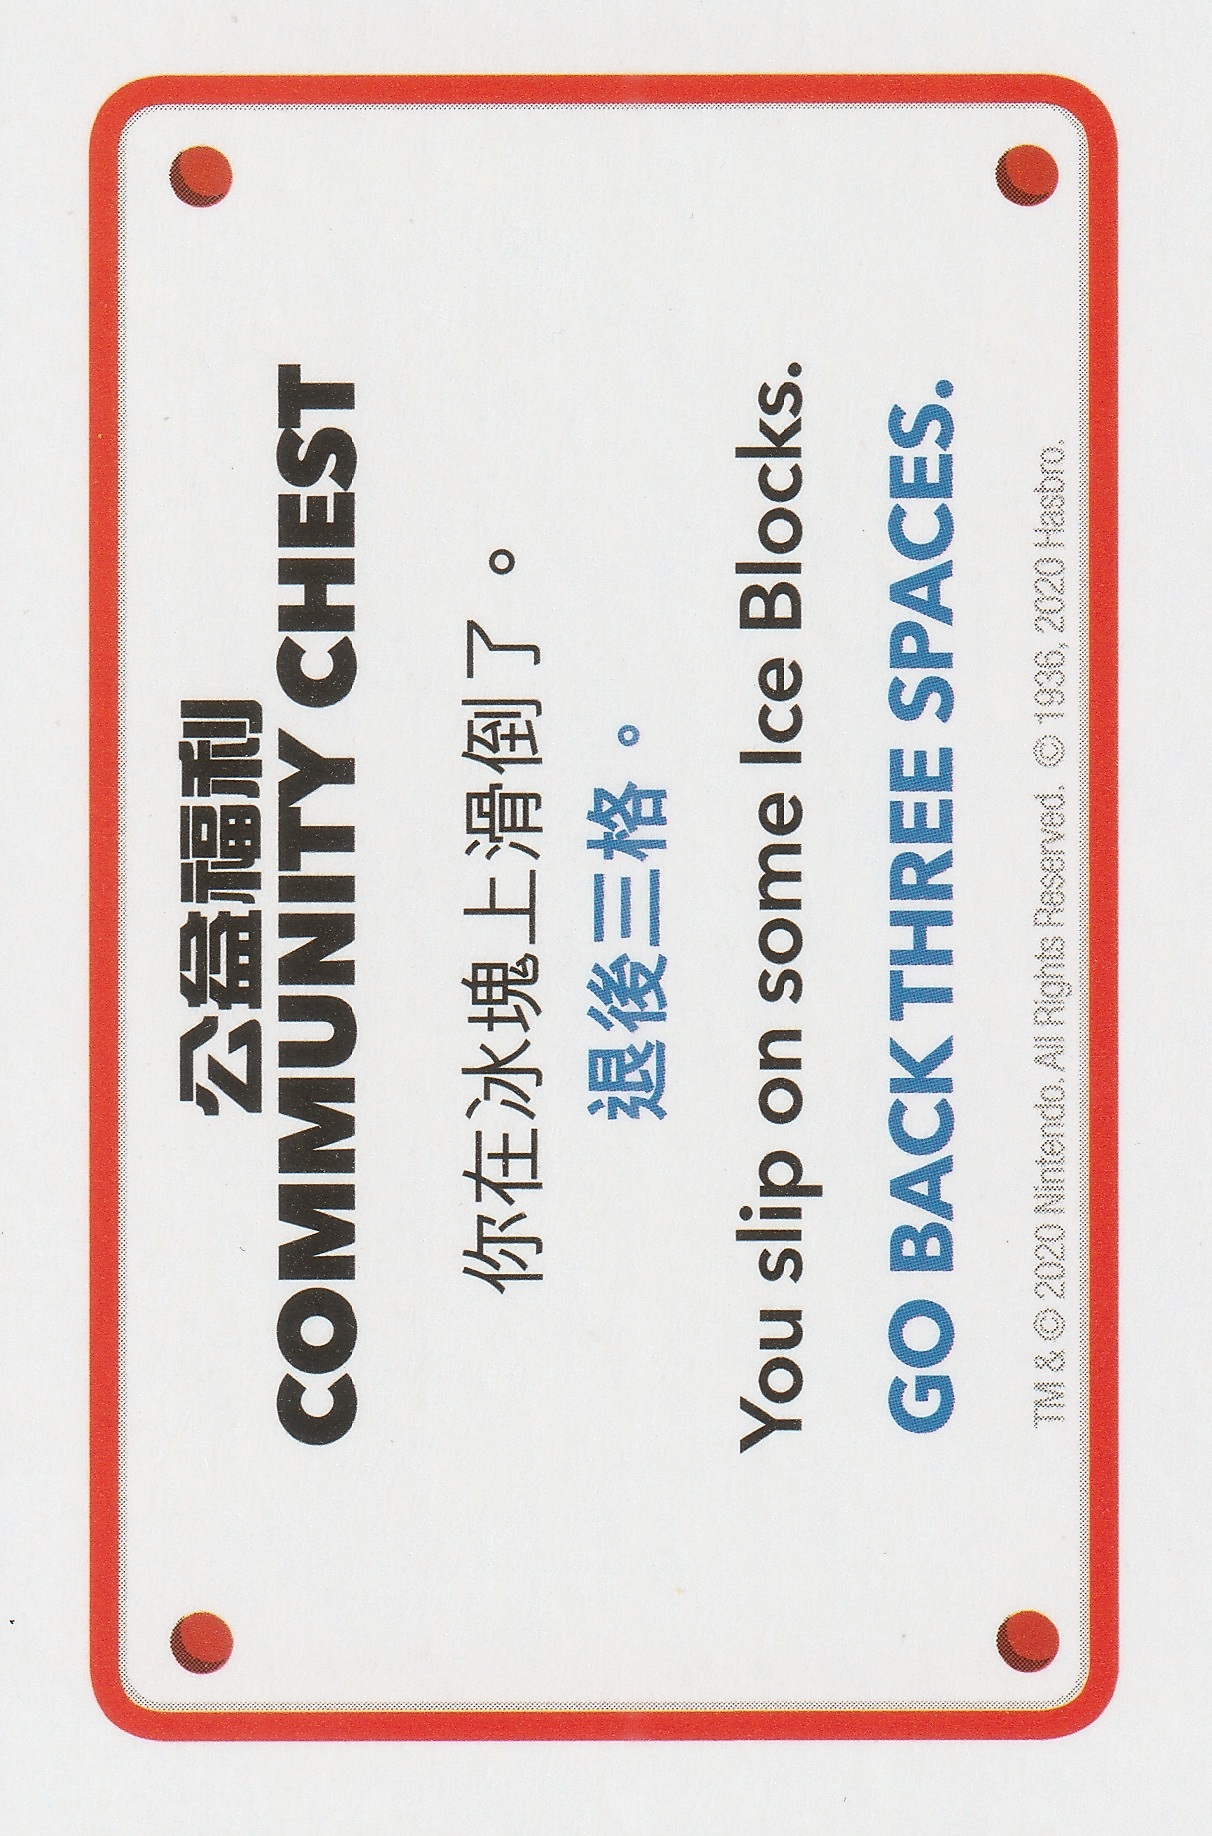 公益福利
COMMUNITY CHEST
你在冰塊上滑倒了。
退後三格。
You slip on some Ice Blocks.
GO BACK THREE SPACES.
TM & © 2020 Nintendo. All Rights Reserved. © 1936, 2020 Hasbro.